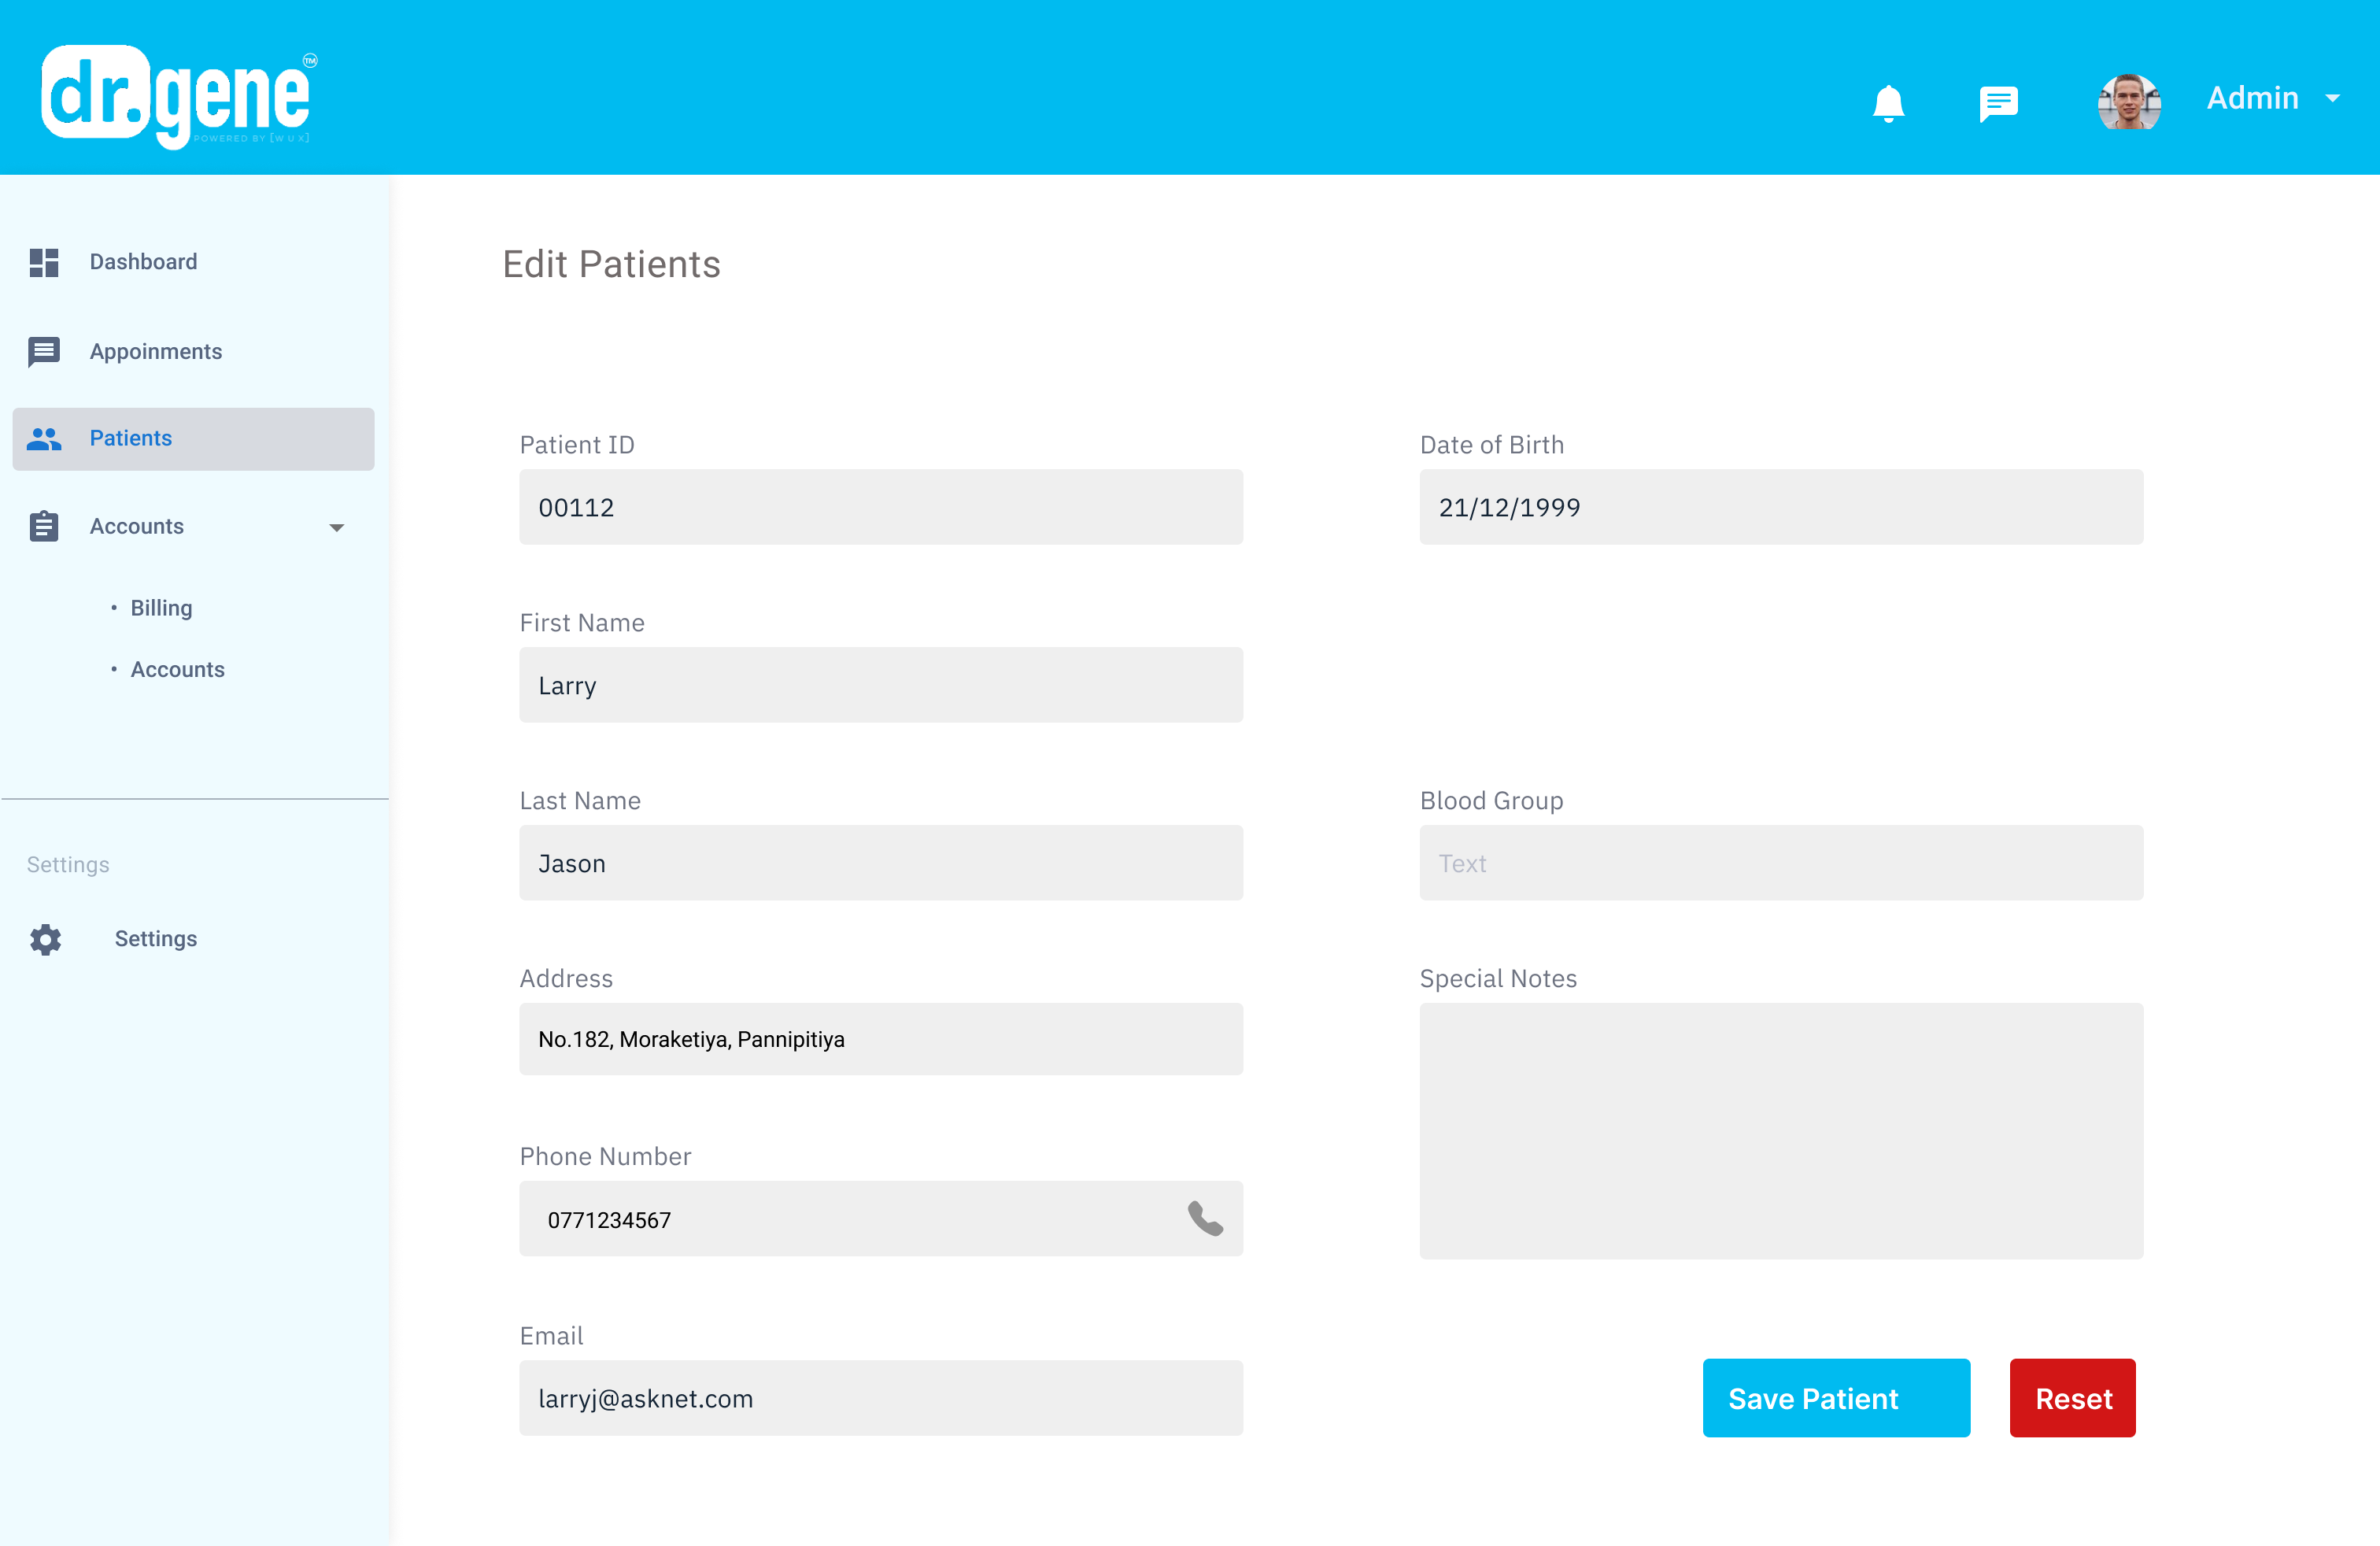 dr.gene TM
POWERED BY [W U X]
Admin
Dashboard
Appoinments
Patients
Accounts
• Billing
• Accounts
Settings
Settings
Edit Patients
Patient ID
00112
Date of Birth
21/12/1999
First Name
Larry
Last Name
Jason
Blood Group
Text
Address
No.182, Moraketiya, Pannipitiya
Special Notes
Phone Number
0771234567
Email
larryj@asknet.com
Save Patient
Reset